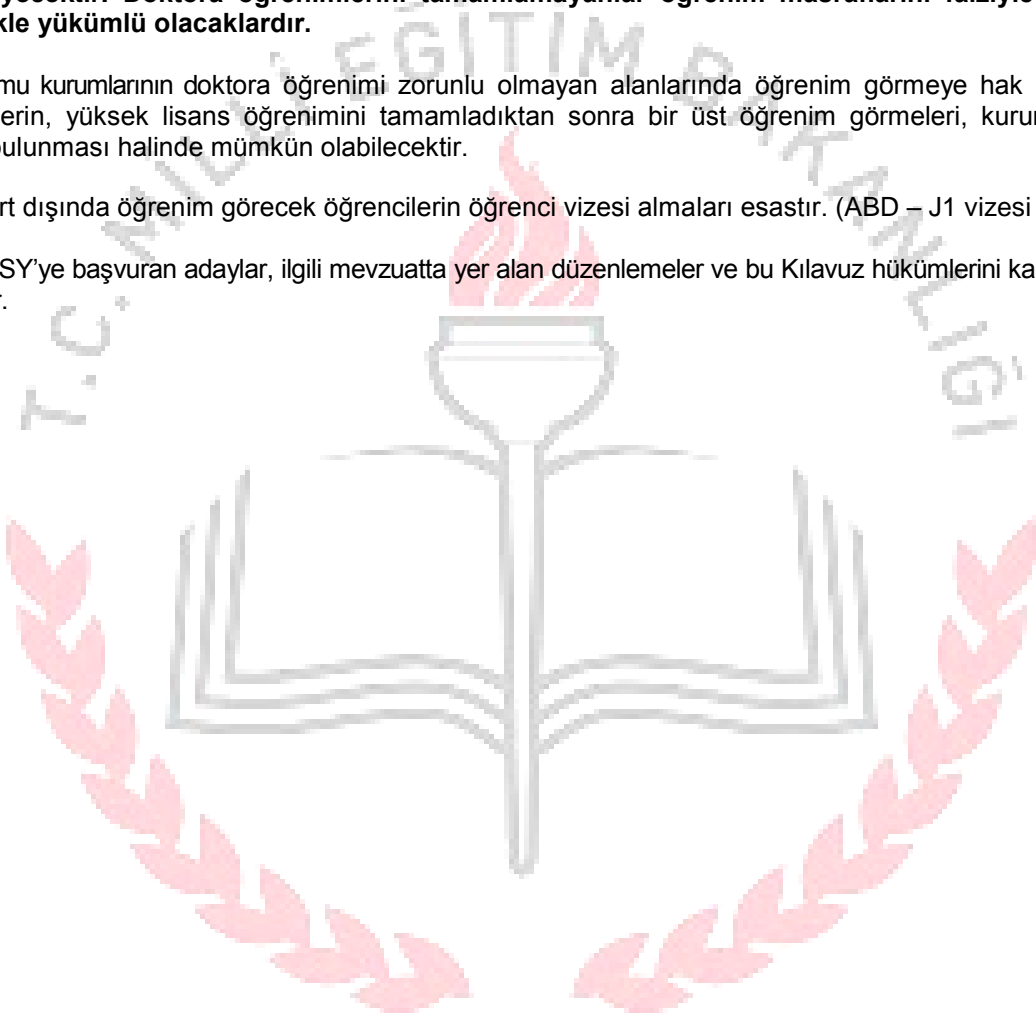 yecektir. Doktora öğrenimlerini tamamlamayanlar öğrenim masraflarını faiziyle
kle yükümlü olacaklardır.
mu kurumlarının doktora öğrenimi zorunlu olmayan alanlarında öğrenim görmeye hak
lerin, yüksek lisans öğrenimini tamamladıktan sonra bir üst öğrenim görmeleri, kurum
bulunması halinde mümkün olabilecektir.
rt dışında öğrenim görecek öğrencilerin öğrenci vizesi almaları esastır. (ABD – J1 vizesi
SY'ye başvuran adaylar, ilgili mevzuatta yer alan düzenlemeler ve bu Kılavuz hükümlerini ka
r.
T.C. MİLLİ EĞİTİM BAKANLIĞI